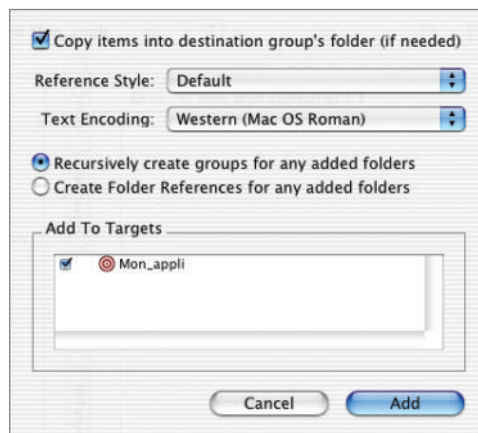 Copy items into destination group's folder (if needed)
Reference Style: Default
Text Encoding: Western (Mac OS Roman)
Recursively create groups for any added folders
Create Folder References for any added folders
Add To Targets
Mon_appli
Cancel Add